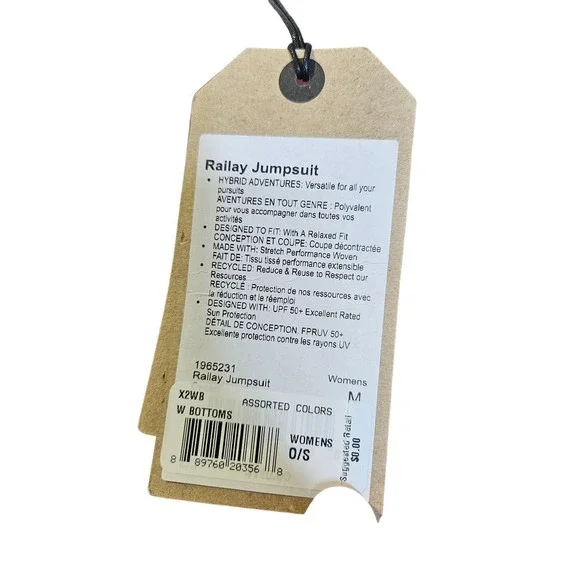 Railay Jumpsuit
• HYBRID ADVENTURES: Versatile for all your
pursuits
AVENTURES EN TOUT GENRE : Polyvalent
pour vous accompagner dans toutes vos
activités
• DESIGNED TO FIT: With A Relaxed Fit
CONCEPTION ET COUPE: Coupe décontractée
• MADE WITH: Stretch Performance Woven
FAIT DE: Tissu tissé performance extensible
• RECYCLED: Reduce & Reuse to Respect our
Resources
RECYCLÉ : Protection de nos ressources avec
la réduction et le réemploi
• DESIGNED WITH: UPF 50+ Excellent Rated
Sun Protection
DÉTAIL DE CONCEPTION. FPRUV 50+
Excellente protection contre les rayons UV
1965231
Railay Jumpsuit
Womens
M
X2WB
ASSORTED COLORS
W BOTTOMS
WOMENS
O/S
8 89760 20356 8
Suggested Retail
$0.00